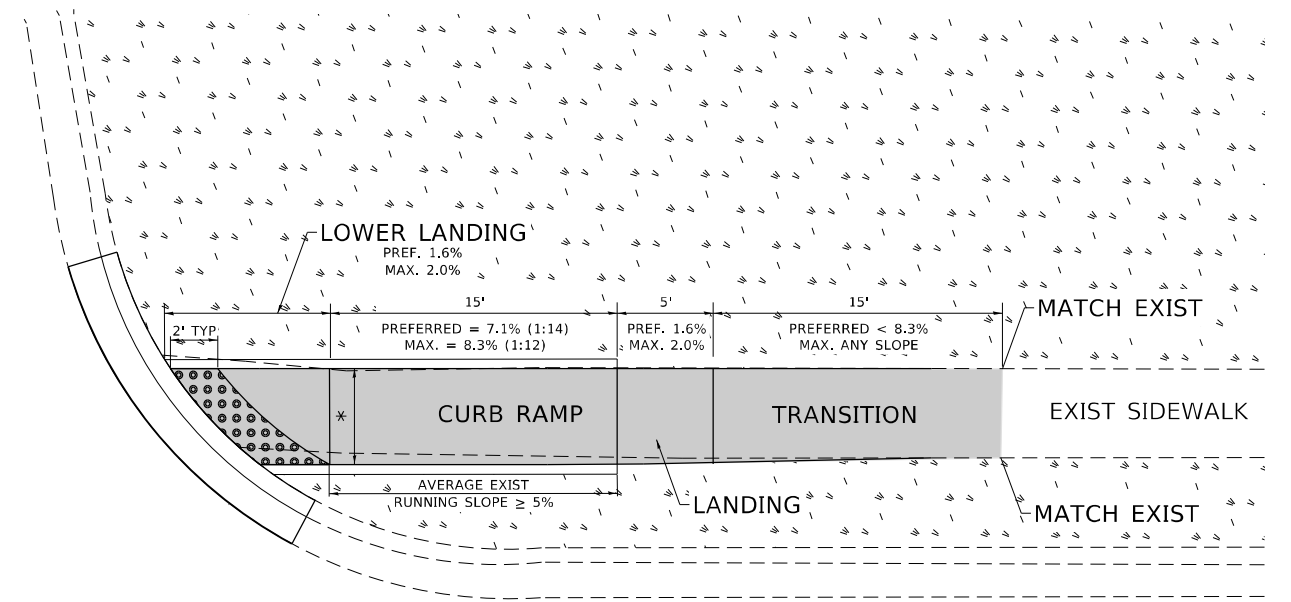 LOWER LANDING
PREF. 1.6%
MAX. 2.0%
15'
5'
15'
MATCH EXIST
2' TYP
PREFERRED = 7.1% (1:14)
MAX. = 8.3% (1:12)
PREF. 1.6%
MAX. 2.0%
PREFERRED < 8.3%
MAX. ANY SLOPE
*
CURB RAMP
TRANSITION
EXIST SIDEWALK
AVERAGE EXIST
RUNNING SLOPE ≥ 5%
LANDING
MATCH EXIST